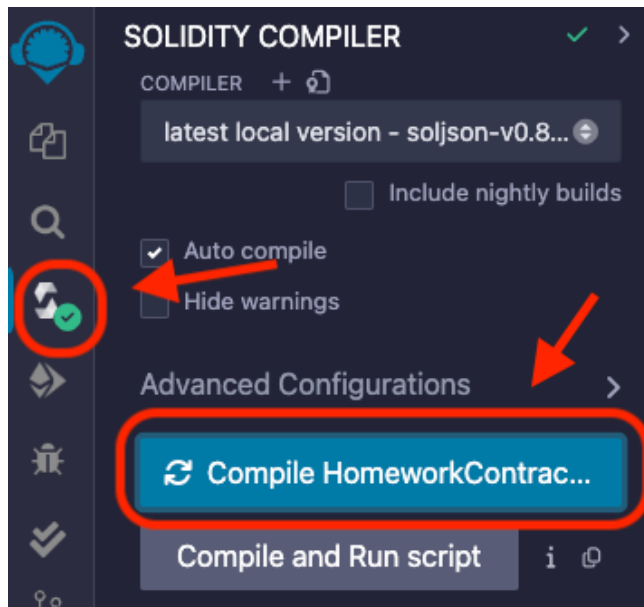 SOLIDITY COMPILER
COMPILER +
latest local version - soljson-v0.8...
Include nightly builds
Auto compile
Hide warnings
Advanced Configurations
Compile HomeworkContrac...
Compile and Run script i